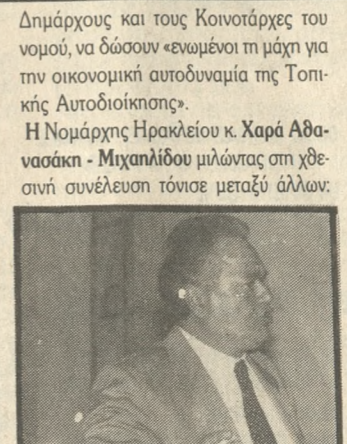 Δημάρχους και τους Κοινοτάρχες του
νομού, να δώσουν «ενωμένοι τη μάχη για
την οικονομική αυτοδυναμία της Τοπι-
κής Αυτοδιοίκησης».
Η Νομάρχης Ηρακλείου κ. Χαρά Αθα-
νασάκη - Μιχαηλίδου μιλώντας στη χθε-
σινή συνέλευση τόνισε μεταξύ άλλων: